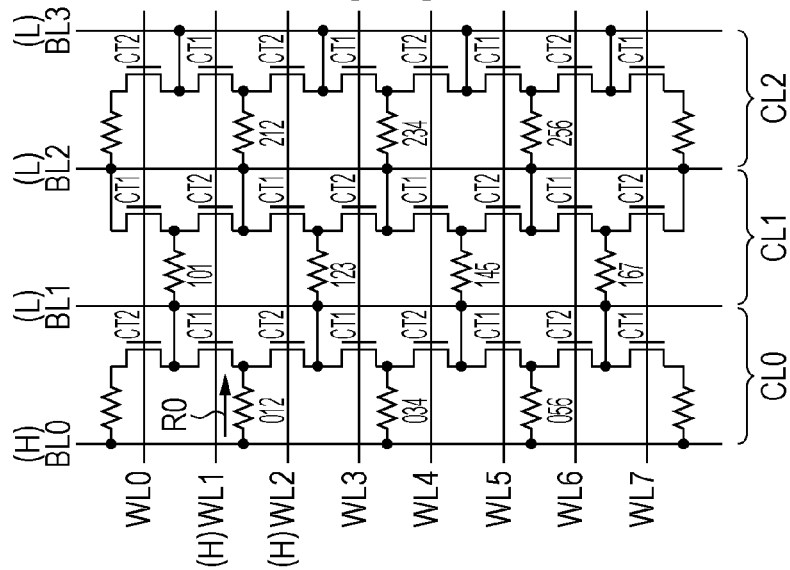 (H) BL0
(L) BL1
(L) BL2
(L) BL3
WL0
CT2
CT1
CT2
101
(H) WL1
R0
CT1
CT2
CT1
012
212
(H) WL2
CT2
CT1
CT2
123
WL3
CT1
CT2
CT1
034
234
WL4
CT2
CT1
CT2
145
WL5
CT1
CT2
CT1
056
256
WL6
CT2
CT1
CT2
167
WL7
CT1
CT2
CT1
CL0
CL1
CL2